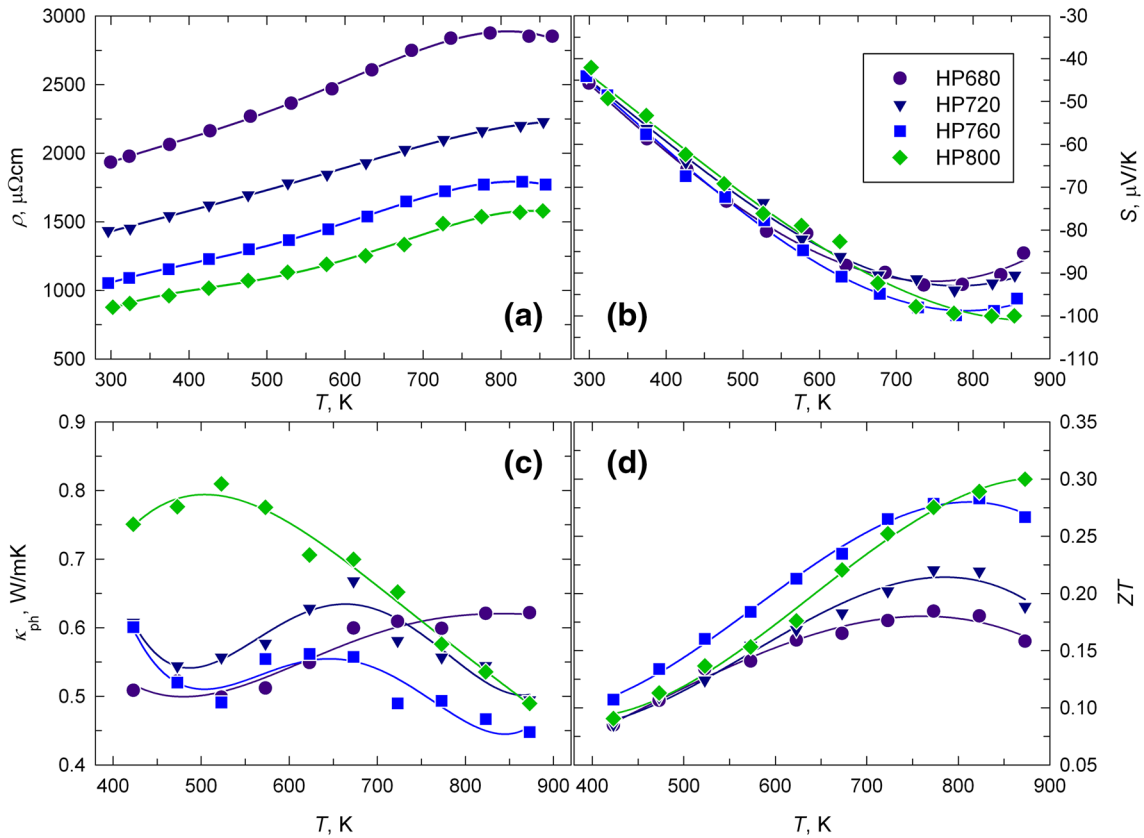 3000
2500
2000
1500
1000
500
ρ, μΩcm
300 400 500 600 700 800
T, K
(a)
-30
-40
-50
-60
-70
-80
-90
-100
-110
S, μV/K
HP680
HP720
HP760
HP800
(b)
300 400 500 600 700 800 900
T, K
0.9
0.8
0.7
0.6
0.5
0.4
κph, W/mK
(c)
400 500 600 700 800 900
T, K
(d)
0.35
0.30
0.25
0.20
0.15
0.10
0.05
ZT
400 500 600 700 800 900
T, K